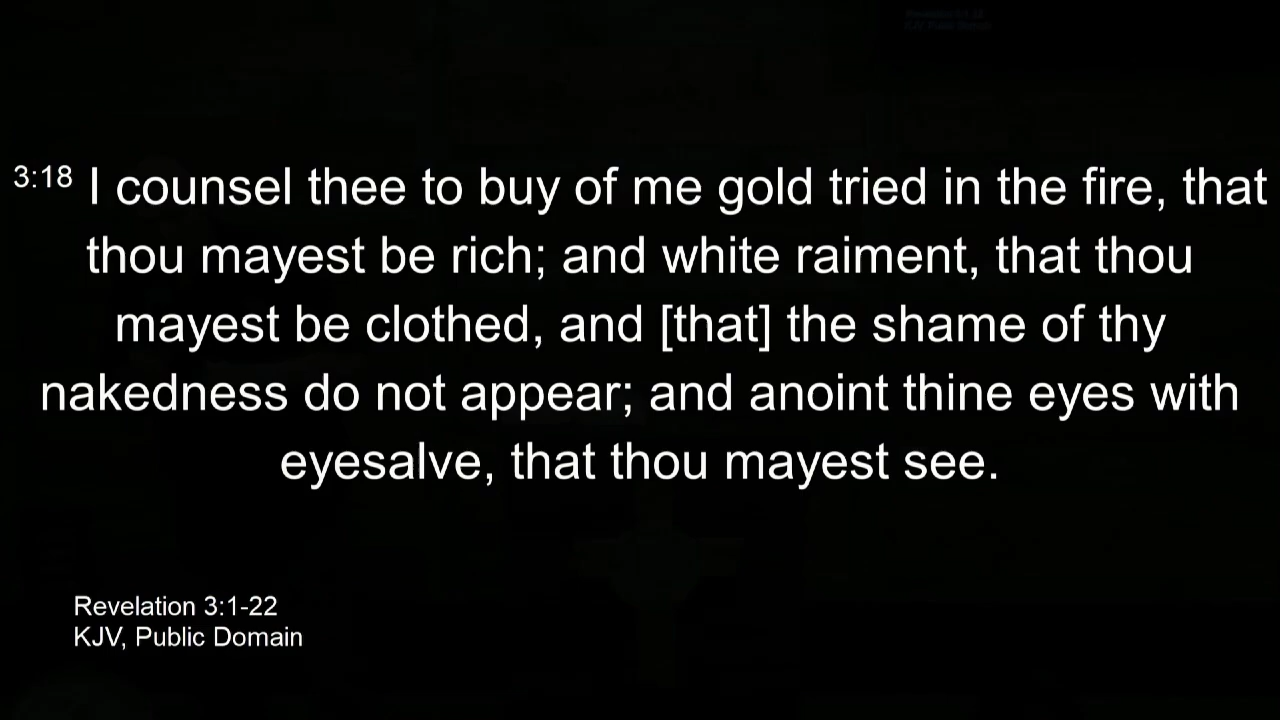 3:18 I counsel thee to buy of me gold tried in the fire, that
thou mayest be rich; and white raiment, that thou
mayest be clothed, and [that] the shame of thy
nakedness do not appear; and anoint thine eyes with
eyesalve, that thou mayest see.
Revelation 3:1-22
KJV, Public Domain